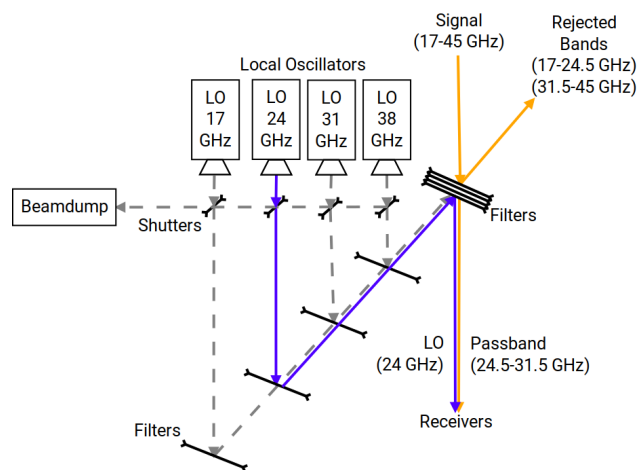 Signal
(17-45 GHz)
Rejected
Bands
(17-24.5 GHz)
(31.5-45 GHz)
Local Oscillators
LO
17
GHz
LO
24
GHz
LO
31
GHz
LO
38
GHz
Beamdump
Shutters
Filters
LO
(24 GHz)
Passband
(24.5-31.5 GHz)
Receivers
Filters